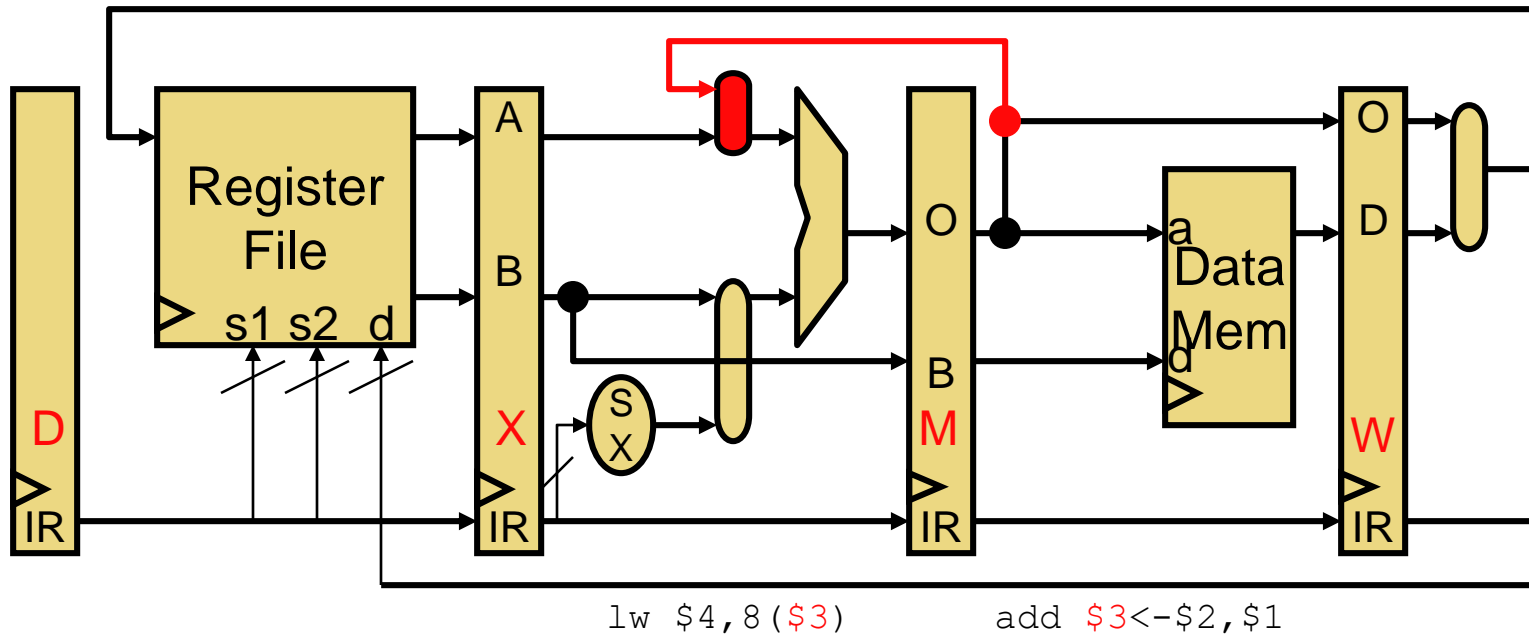 A
O
Register
File
O
D
B
a
Data
Mem
d
s1 s2 d
B
S
X
D
X
M
W
IR
IR
IR
IR
lw $4,8($3)
add $3<-$2,$1